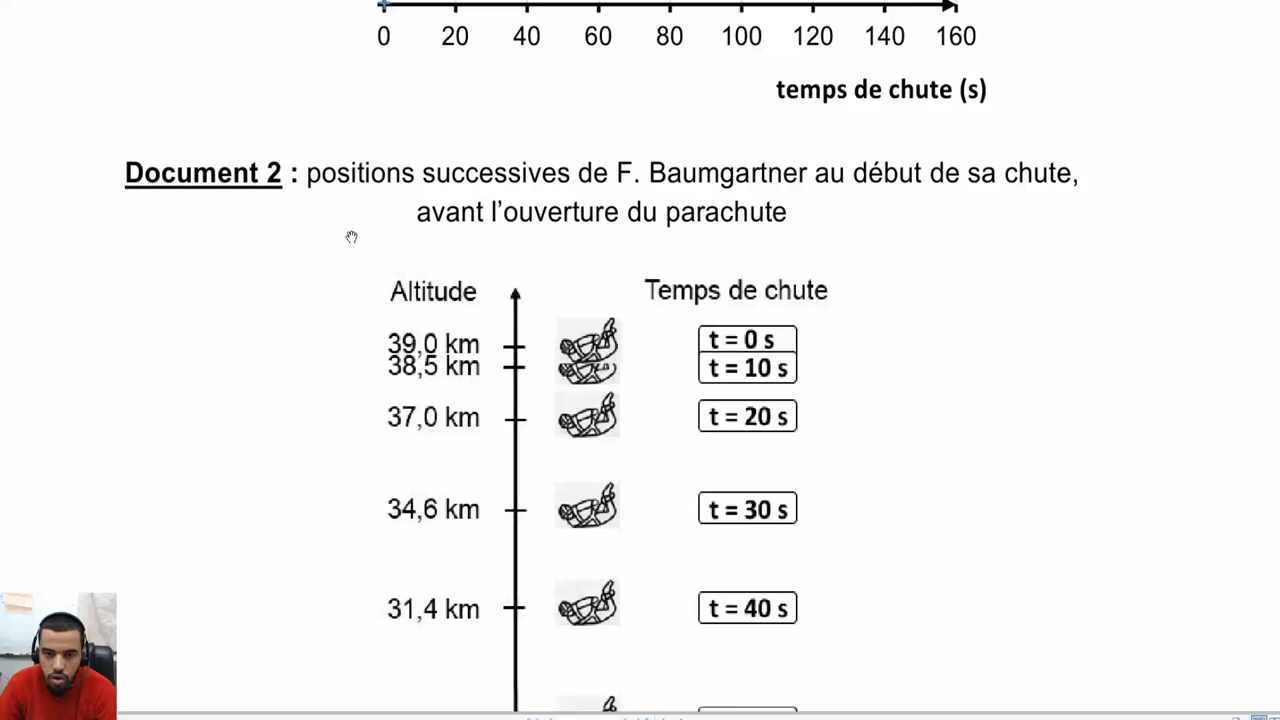 0 20 40 60 80 100 120 140 160
temps de chute (s)
Document 2 : positions successives de F. Baumgartner au début de sa chute,
avant l’ouverture du parachute
Altitude Temps de chute
39,0 km t = 0 s
38,5 km t = 10 s
37,0 km t = 20 s
34,6 km t = 30 s
31,4 km t = 40 s